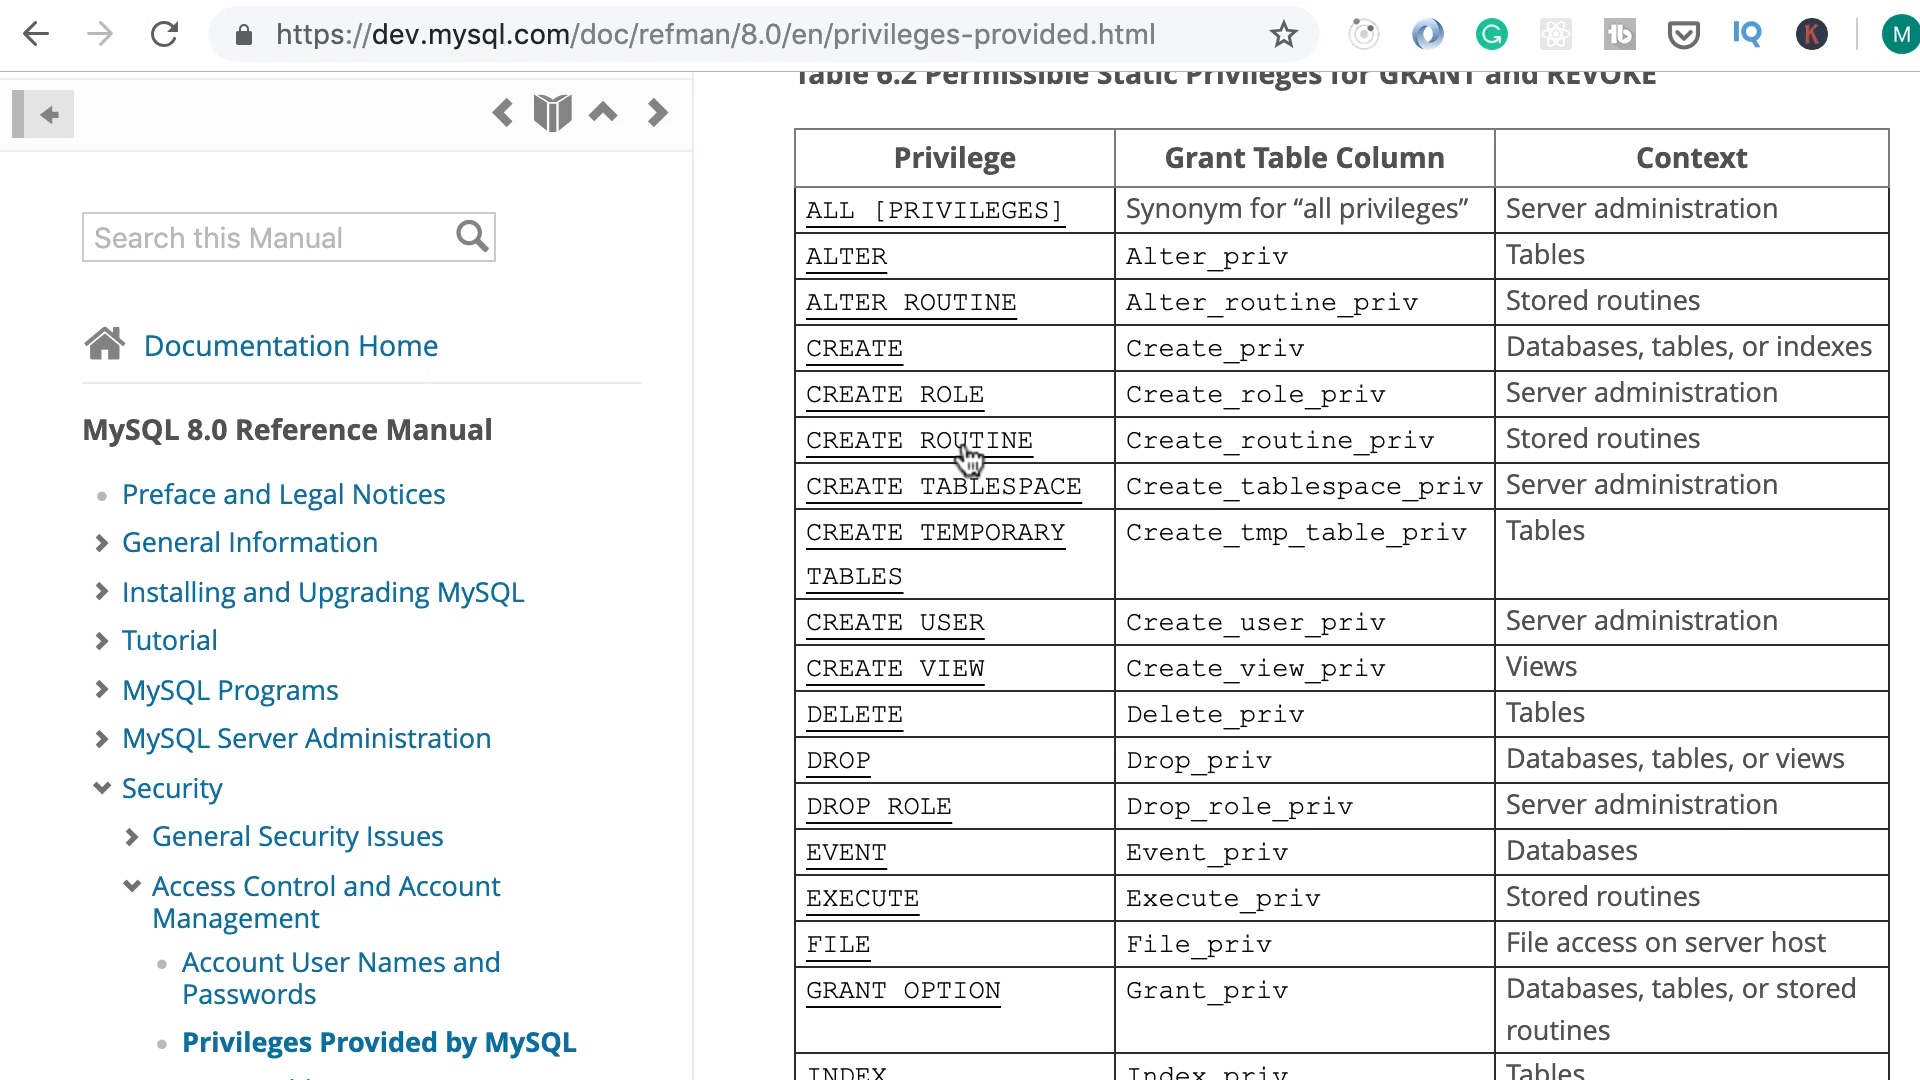 https://dev.mysql.com/doc/refman/8.0/en/privileges-provided.html
G
IQ
K
M
Table 6.2 Permissible Static Privileges for GRANT and REVOKE
Search this Manual
Documentation Home
MySQL 8.0 Reference Manual
Preface and Legal Notices
General Information
Installing and Upgrading MySQL
Tutorial
MySQL Programs
MySQL Server Administration
Security
General Security Issues
Access Control and Account
Management
Account User Names and
Passwords
Privileges Provided by MySQL
Privilege Grant Table Column Context
ALL [PRIVILEGES] Synonym for “all privileges” Server administration
ALTER Alter_priv Tables
ALTER ROUTINE Alter_routine_priv Stored routines
CREATE Create_priv Databases, tables, or indexes
CREATE ROLE Create_role_priv Server administration
CREATE ROUTINE Create_routine_priv Stored routines
CREATE TABLESPACE Create_tablespace_priv Server administration
CREATE TEMPORARY Create_tmp_table_priv Tables
TABLES
CREATE USER Create_user_priv Server administration
CREATE VIEW Create_view_priv Views
DELETE Delete_priv Tables
DROP Drop_priv Databases, tables, or views
DROP ROLE Drop_role_priv Server administration
EVENT Event_priv Databases
EXECUTE Execute_priv Stored routines
FILE File_priv File access on server host
GRANT OPTION Grant_priv Databases, tables, or stored
routines
INDEX Index_priv Tables